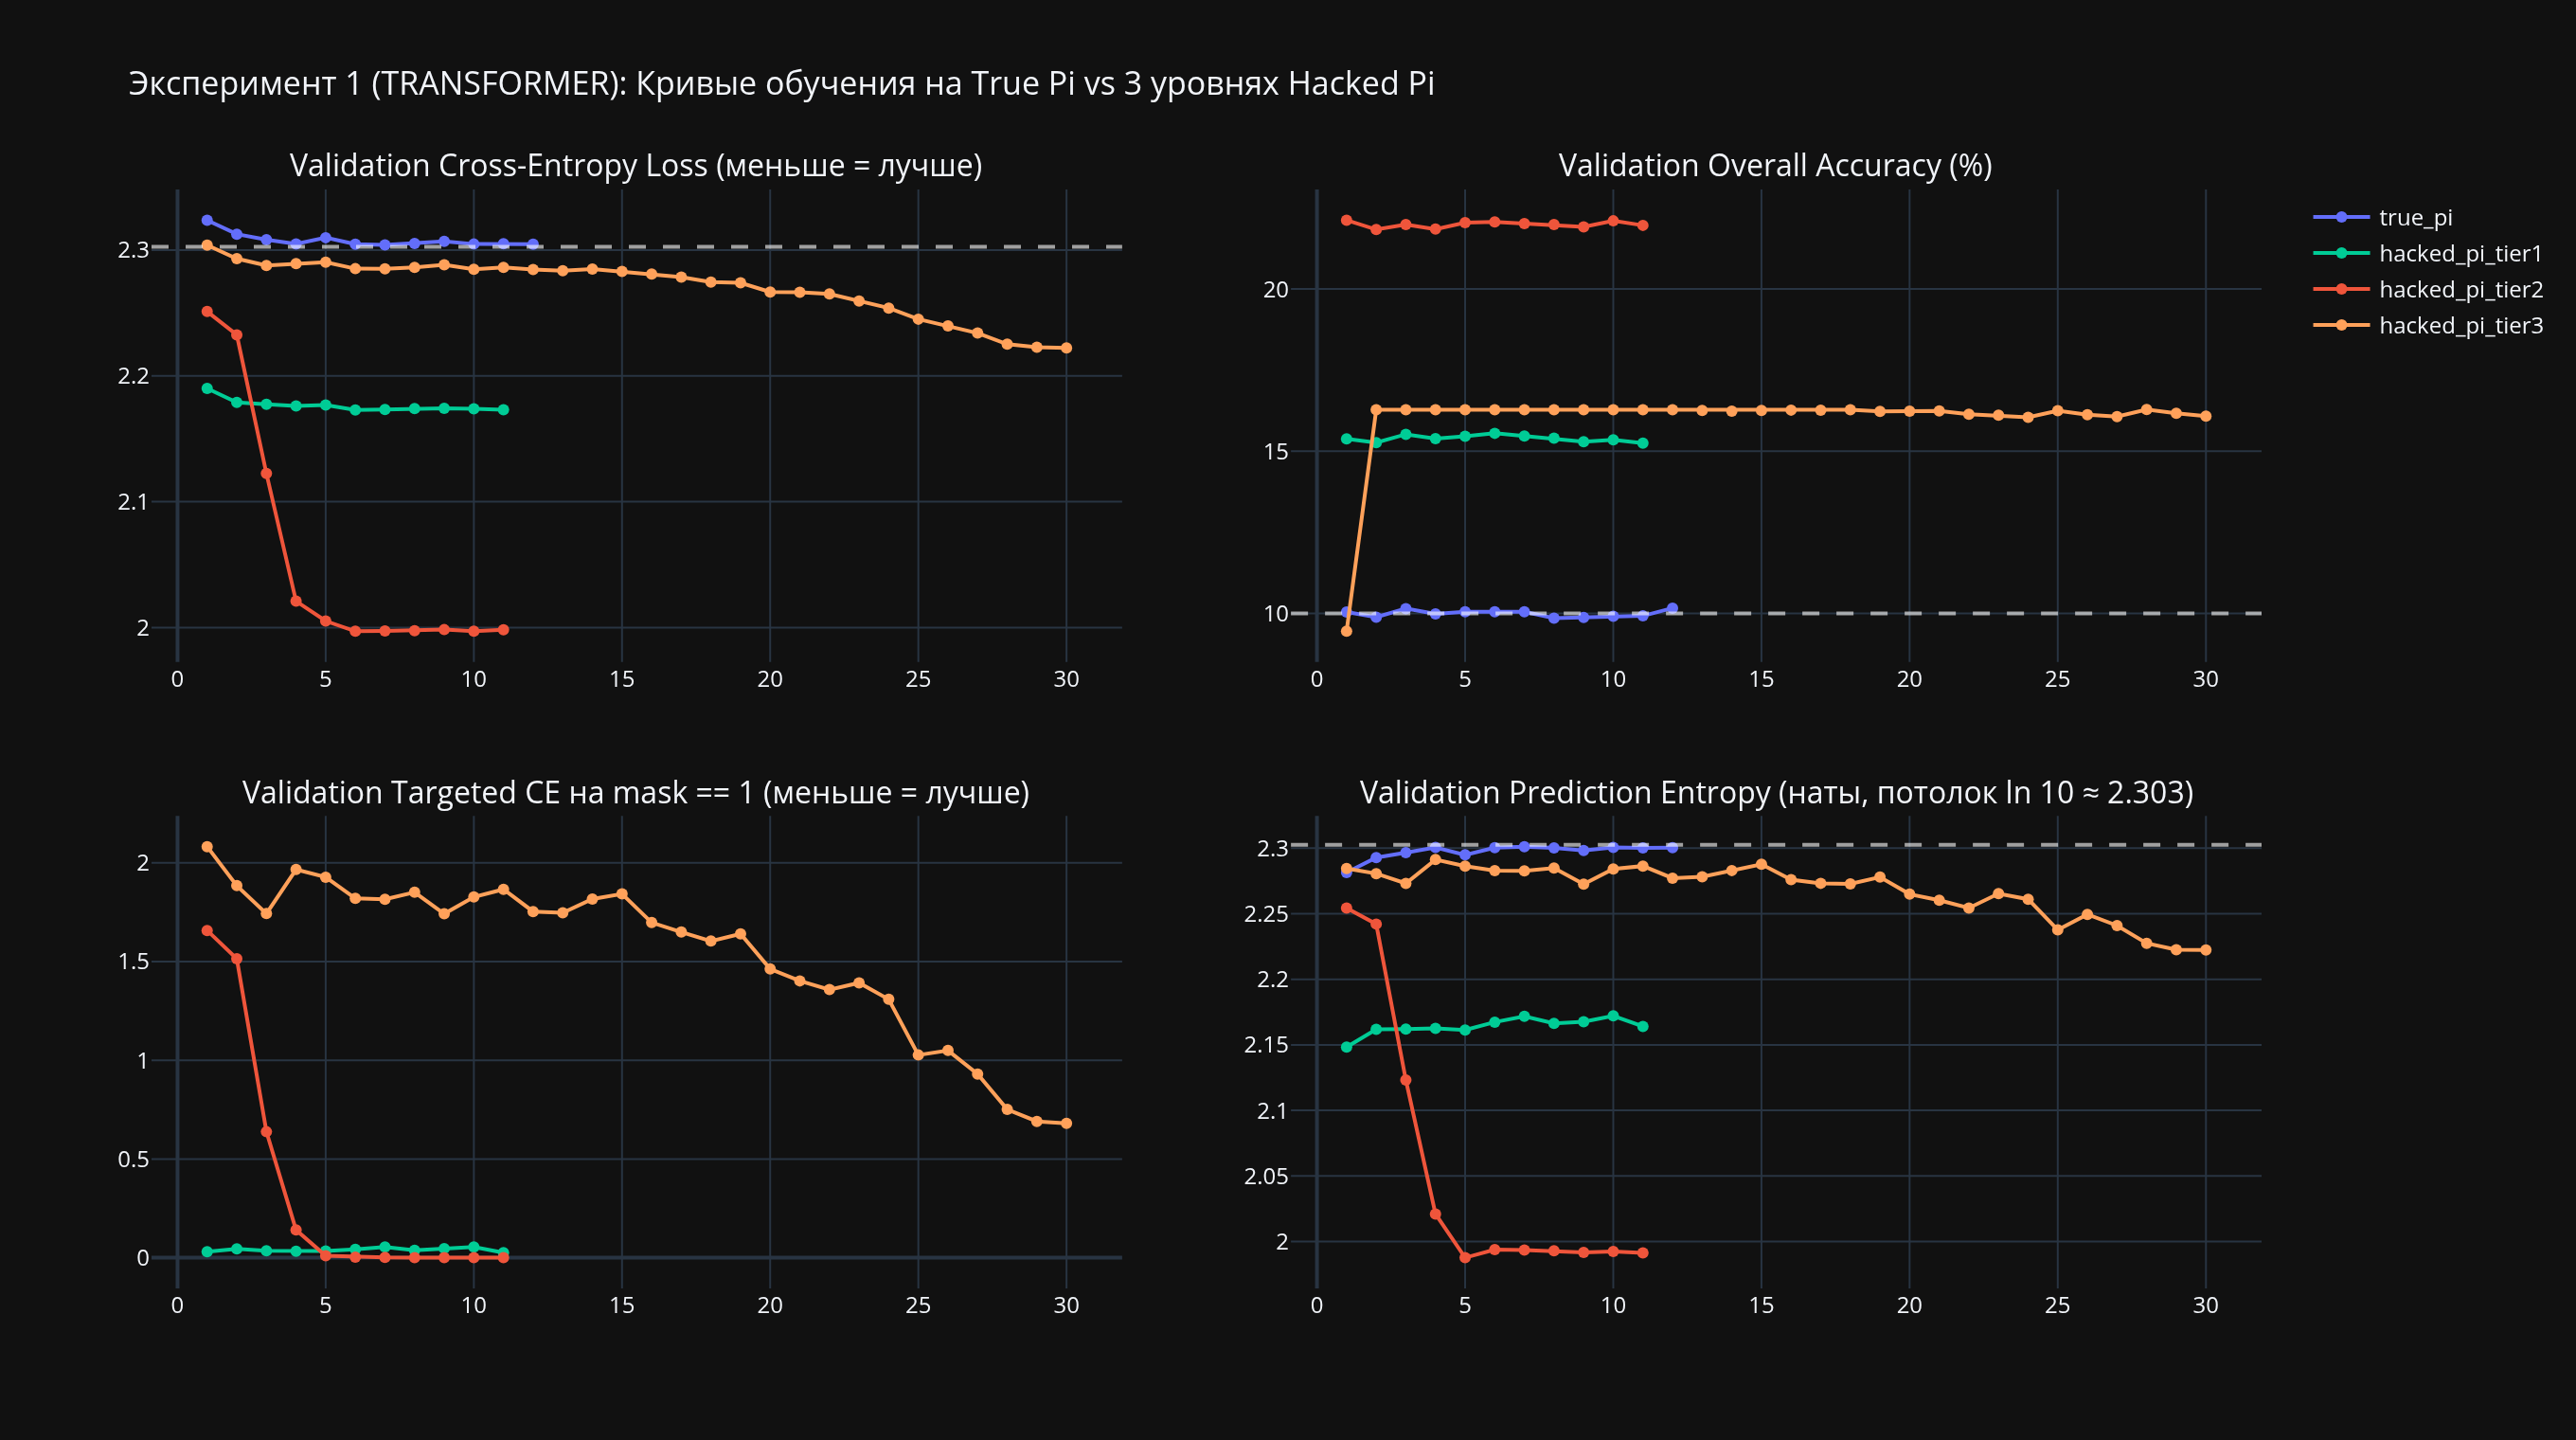 Эксперимент 1 (TRANSFORMER): Кривые обучения на True Pi vs 3 уровнях Hacked Pi
Validation Cross-Entropy Loss (меньше = лучше)
2.3
2.2
2.1
2
0 5 10 15 20 25 30
Validation Overall Accuracy (%)
20
15
10
0 5 10 15 20 25 30
true_pi
hacked_pi_tier1
hacked_pi_tier2
hacked_pi_tier3
Validation Targeted CE на mask == 1 (меньше = лучше)
2
1.5
1
0.5
0
0 5 10 15 20 25 30
Validation Prediction Entropy (наты, потолок ln 10 ≈ 2.303)
2.3
2.25
2.2
2.15
2.1
2.05
2
0 5 10 15 20 25 30